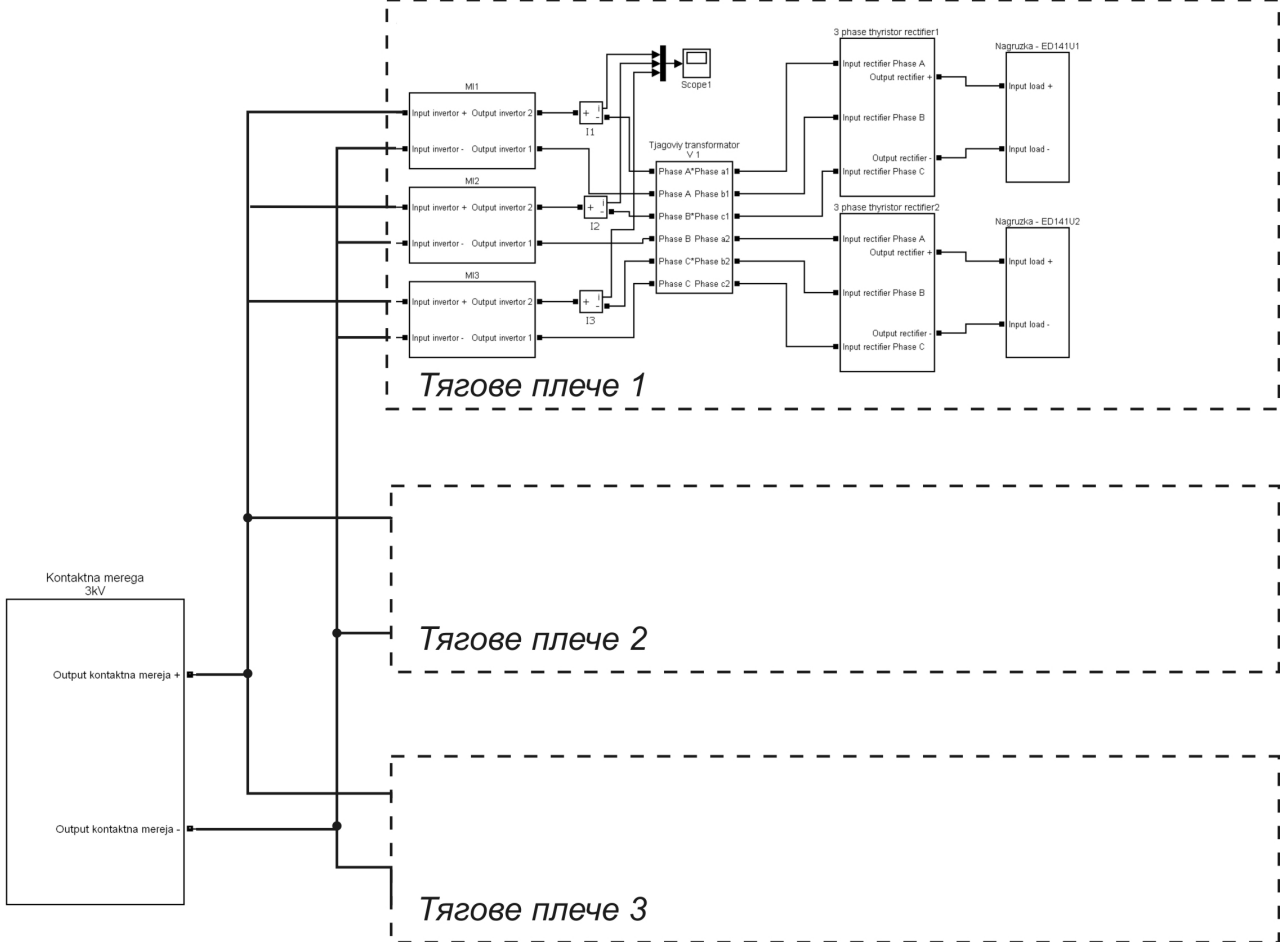 MI1
Input invertor + Output invertor 2
Input invertor - Output invertor 1
MI2
Input invertor + Output invertor 2
Input invertor - Output invertor 1
MI3
Input invertor + Output invertor 2
Input invertor - Output invertor 1
+ i -
I1
+ i -
I2
+ i -
I3
Scope1
Tjagoviy transformator
V 1
Phase A* Phase a1
Phase A Phase b1
Phase B* Phase c1
Phase B Phase a2
Phase C* Phase b2
Phase C Phase c2
3 phase thyristor rectifier1
Input rectifier Phase A
Output rectifier +
Input rectifier Phase B
Output rectifier -
Input rectifier Phase C
3 phase thyristor rectifier2
Input rectifier Phase A
Output rectifier +
Input rectifier Phase B
Output rectifier -
Input rectifier Phase C
Nagruzka - ED141U1
Input load +
Input load -
Nagruzka - ED141U2
Input load +
Input load -
Тягове плече 1
Тягове плече 2
Kontaktna merega
3kV
Output kontaktna mereja +
Output kontaktna mereja -
Тягове плече 3